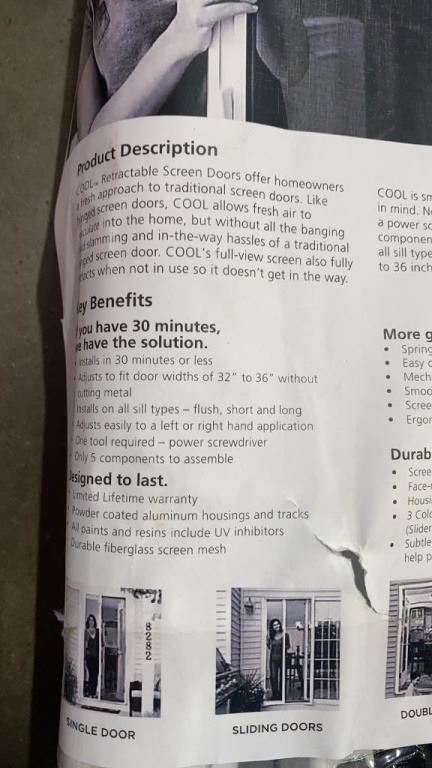 Product Description
COOL™ Retractable Screen Doors offer homeowners
a fresh approach to traditional screen doors. Like
hinged screen doors, COOL allows fresh air to
circulate into the home, but without all the banging
and slamming and in-the-way hassles of a traditional
hinged screen door. COOL's full-view screen also fully
retracts when not in use so it doesn't get in the way.
Key Benefits
If you have 30 minutes,
we have the solution.
• Installs in 30 minutes or less
• Adjusts to fit door widths of 32" to 36" without
cutting metal
• Installs on all sill types – flush, short and long
• Adjusts easily to a left or right hand application
• One tool required – power screwdriver
• Only 5 components to assemble
Designed to last.
• Limited Lifetime warranty
• Powder coated aluminum housings and tracks
• All paints and resins include UV inhibitors
• Durable fiberglass screen mesh
8282
SINGLE DOOR
SLIDING DOORS
DOUBL
COOL is sm
in mind. N
a power sc
componen
all sill type
to 36 inch
More g
• Spring
• Easy c
• Mech
• Smoo
• Scree
• Ergor
Durab
• Scree
• Face-
• Housi
• 3 Colo
(Slider
• Subtle
help p